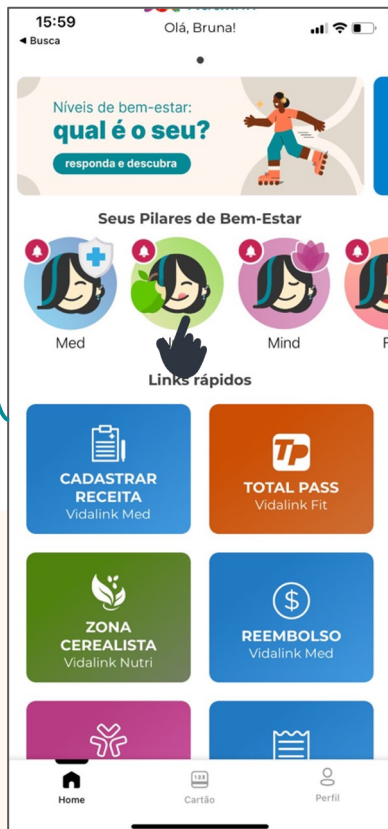 15:59
Olá, Bruna!
◄ Busca
Níveis de bem-estar:
qual é o seu?
responda e descubra
Seus Pilares de Bem-Estar
Med
Mind
Links rápidos
CADASTRAR
RECEITA
Vidalink Med
TP
TOTAL PASS
Vidalink Fit
ZONA
CEREALISTA
Vidalink Nutri
$
REEMBOLSO
Vidalink Med
Home
123
Cartão
Perfil